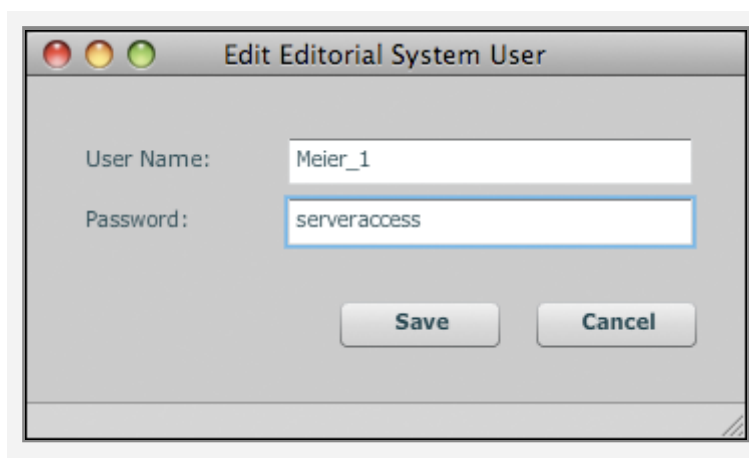 Edit Editorial System User
User Name: Meier_1
Password: serveraccess
Save Cancel